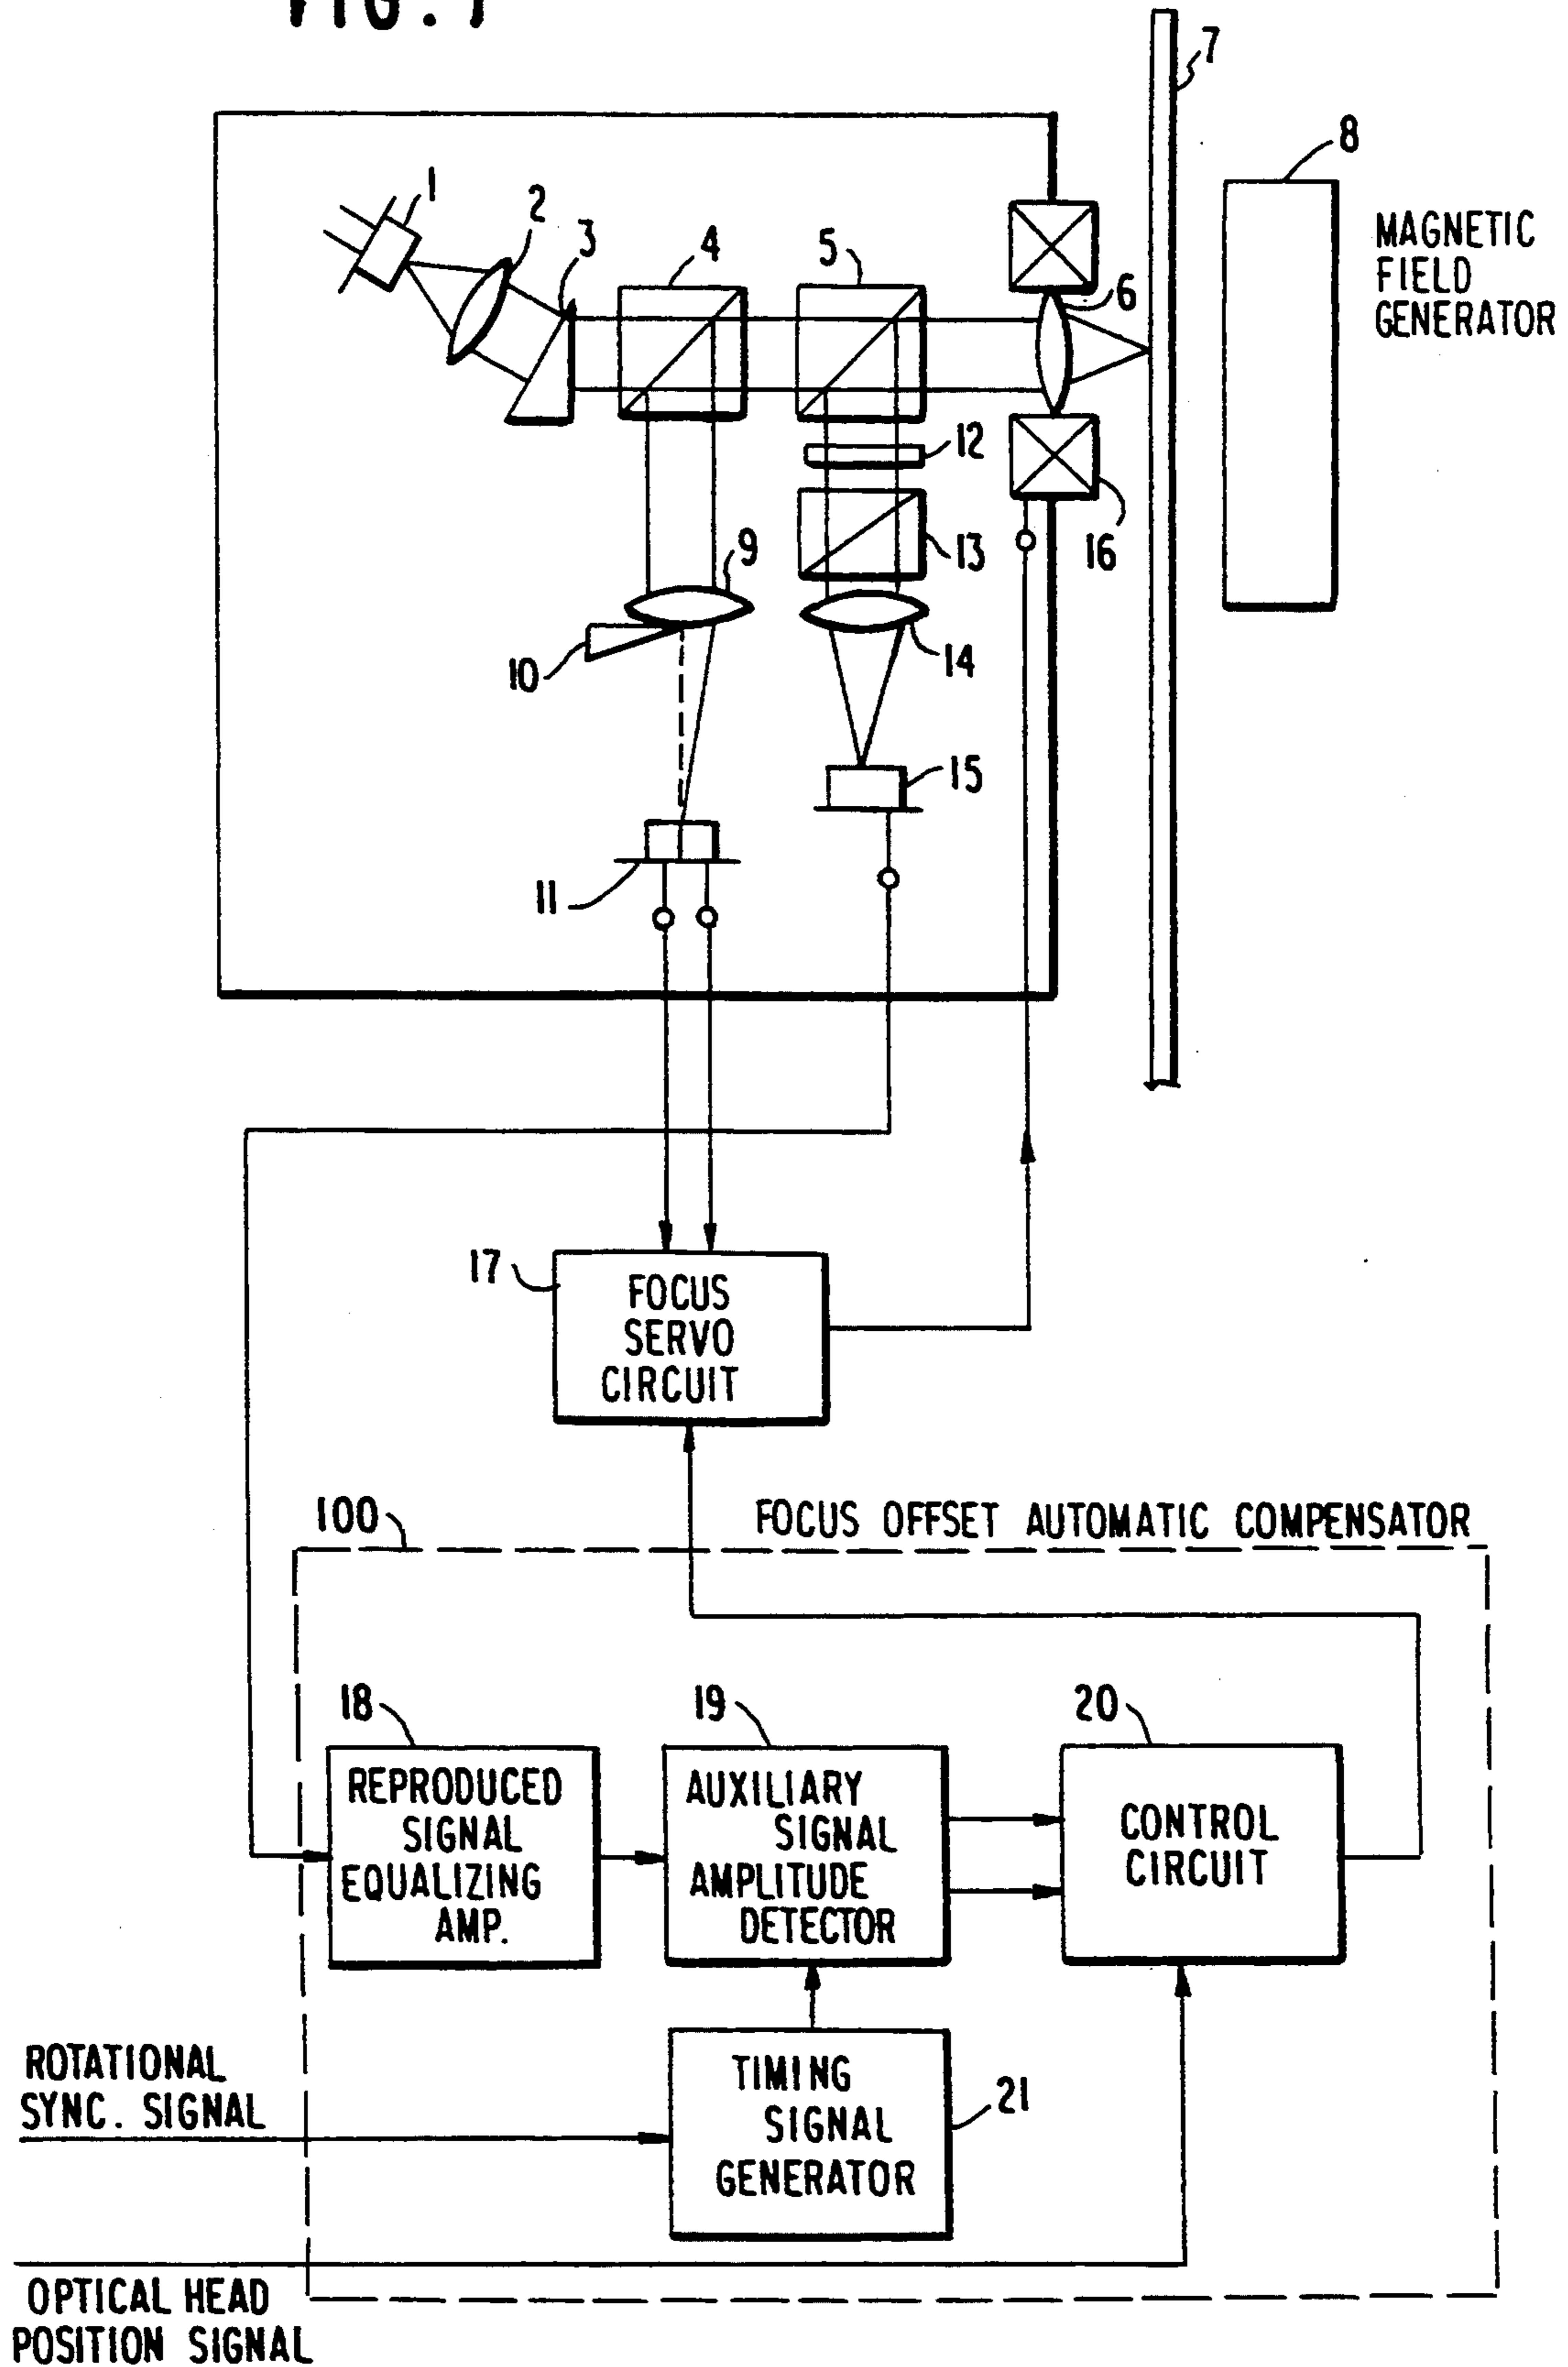 FIG. 1
7
8
MAGNETIC
FIELD
GENERATOR
1
2
3
4
5
6
12
13
16
9
10
14
15
11
17
FOCUS
SERVO
CIRCUIT
100
FOCUS OFFSET AUTOMATIC COMPENSATOR
18
19
20
REPRODUCED
SIGNAL
EQUALIZING
AMP.
AUXILIARY
SIGNAL
AMPLITUDE
DETECTOR
CONTROL
CIRCUIT
ROTATIONAL
SYNC. SIGNAL
TIMING
SIGNAL
GENERATOR
21
OPTICAL HEAD
POSITION SIGNAL